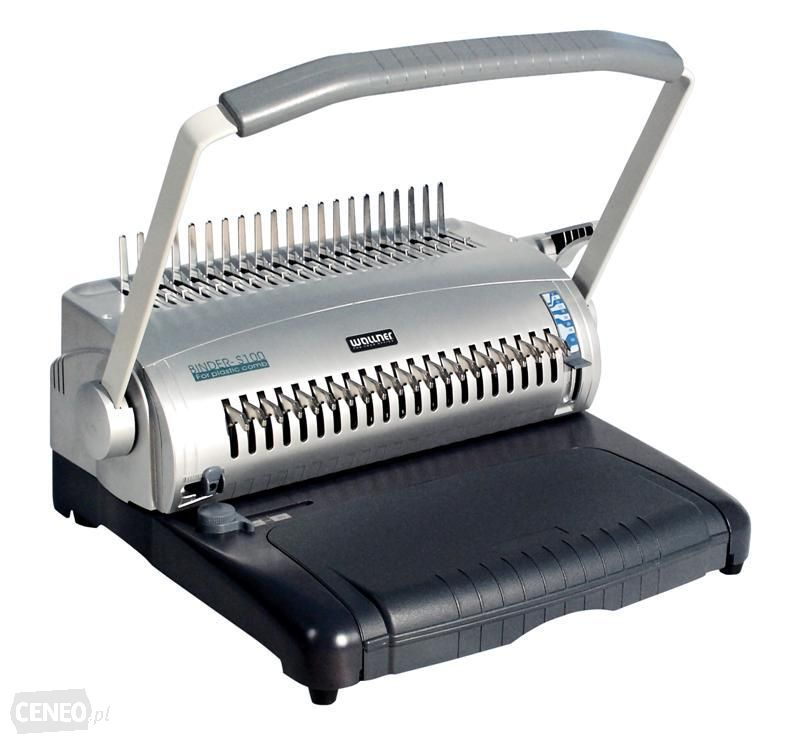 wallner
BINDER-S100
For plastic comb
CENEO.pl